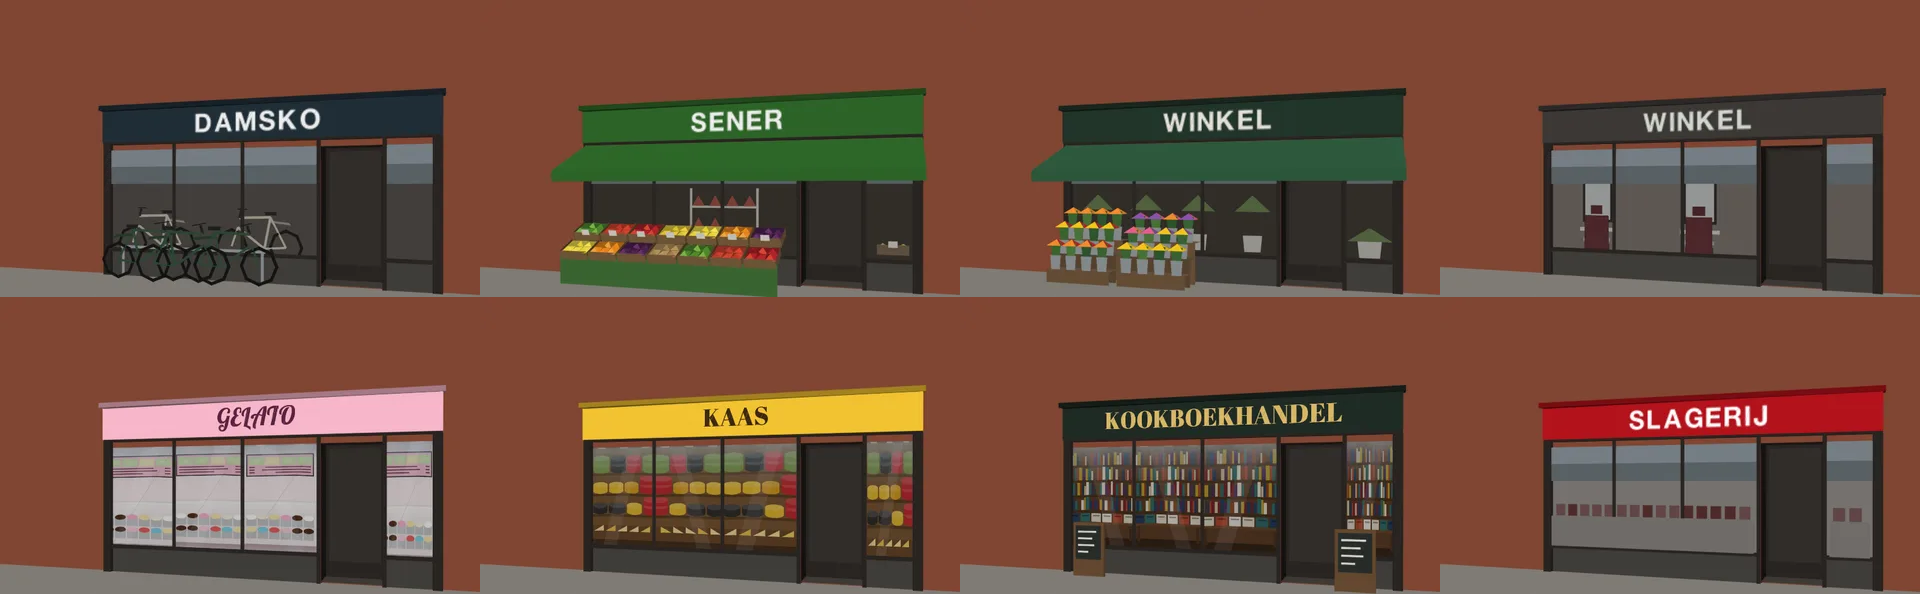 DAMSKO
SENER
WINKEL
WINKEL
GELATO
KAAS
KOOKBOEKHANDEL
SLAGERIJ